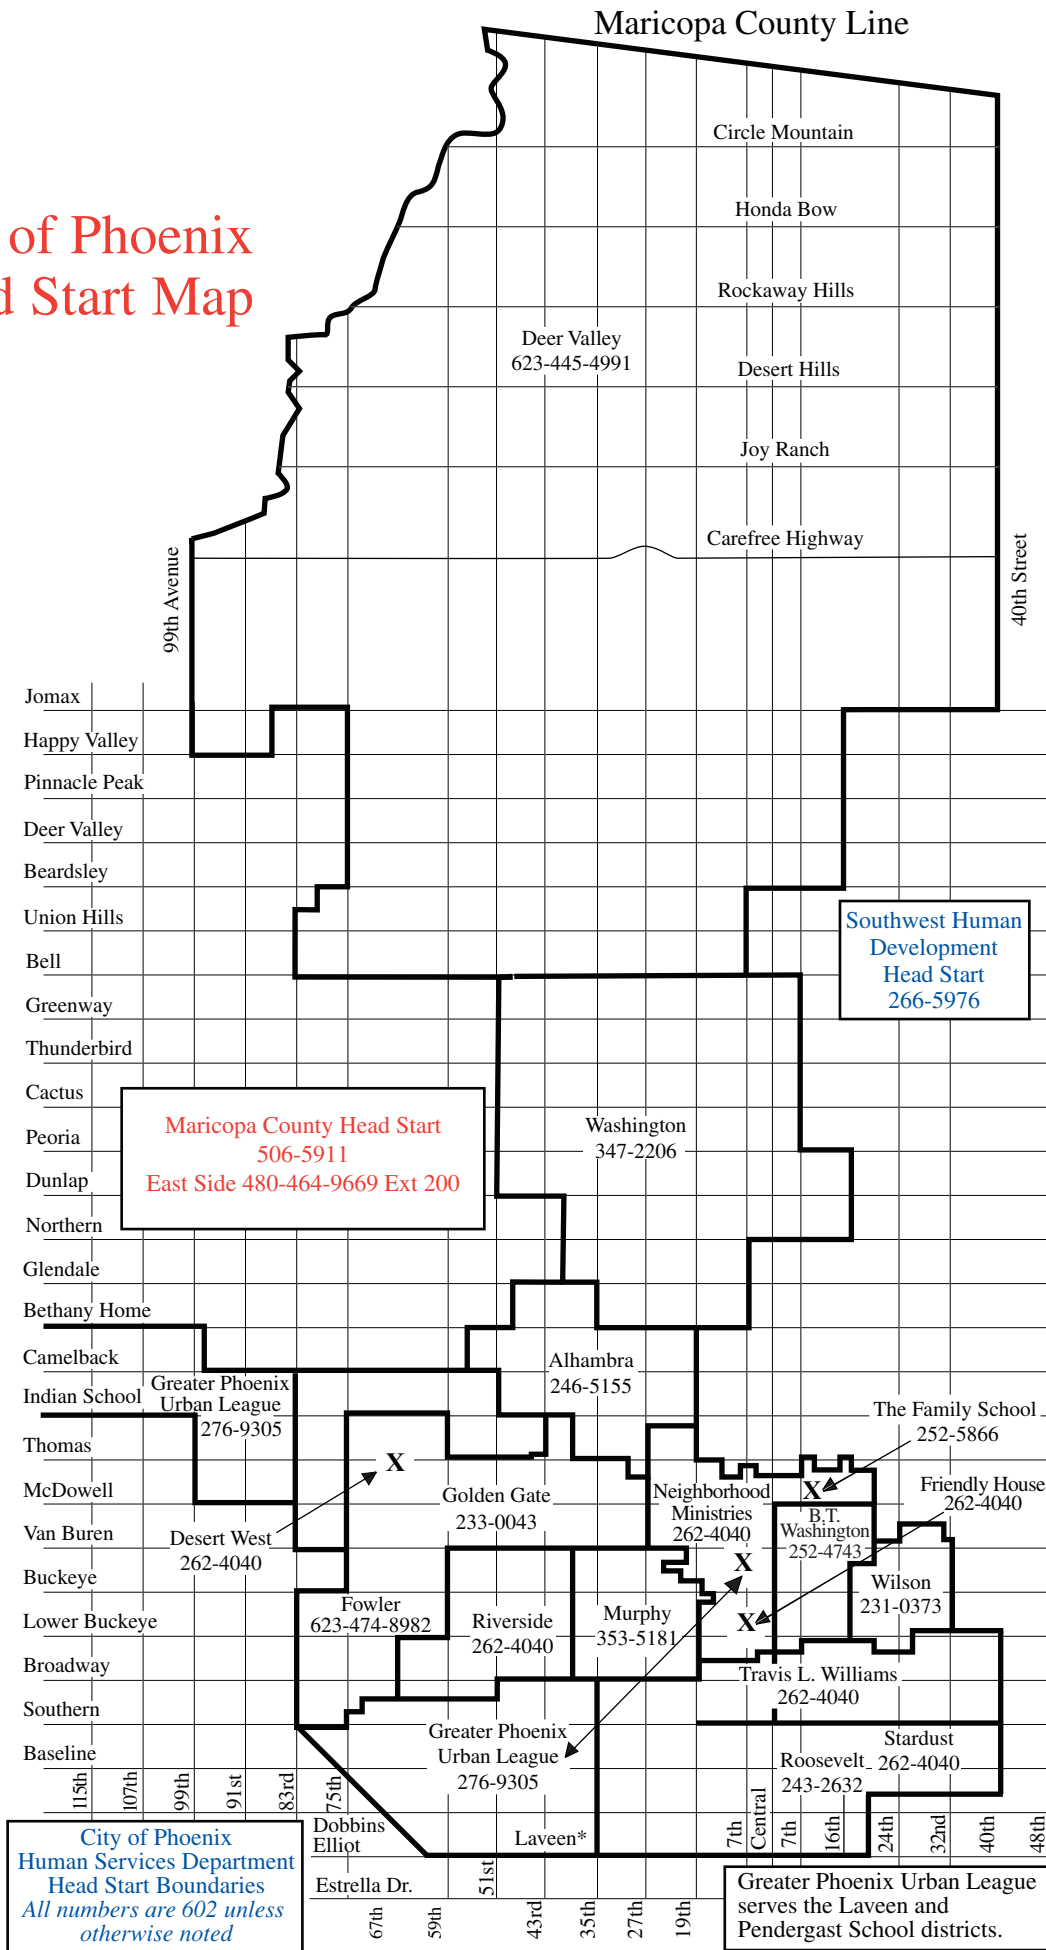 Maricopa County Line
of Phoenix
d Start Map
Circle Mountain
Honda Bow
Rockaway Hills
Deer Valley
623-445-4991
Desert Hills
Joy Ranch
Carefree Highway
99th Avenue
40th Street
Jomax
Happy Valley
Pinnacle Peak
Deer Valley
Beardsley
Union Hills
Bell
Greenway
Thunderbird
Cactus
Peoria
Dunlap
Northern
Glendale
Bethany Home
Camelback
Indian School
Thomas
McDowell
Van Buren
Buckeye
Lower Buckeye
Broadway
Southern
Baseline
Southwest Human
Development
Head Start
266-5976
Maricopa County Head Start
506-5911
East Side 480-464-9669 Ext 200
Washington
347-2206
Alhambra
246-5155
Greater Phoenix
Urban League
276-9305
The Family School
252-5866
X
Golden Gate
233-0043
Desert West
262-4040
Neighborhood
Ministries
262-4040
X
Friendly House
262-4040
B.T.
Washington
252-4743
X
Wilson
231-0373
X
Fowler
623-474-8982
Riverside
262-4040
Murphy
353-5181
Travis L. Williams
262-4040
Greater Phoenix
Urban League
276-9305
Stardust
262-4040
Roosevelt
243-2632
115th
107th
99th
91st
83rd
75th
Dobbins
Elliot
Laveen*
7th
Central
7th
16th
24th
32nd
40th
48th
Estrella Dr.
67th
59th
51st
43rd
35th
27th
19th
City of Phoenix
Human Services Department
Head Start Boundaries
All numbers are 602 unless
otherwise noted
Greater Phoenix Urban League
serves the Laveen and
Pendergast School districts.